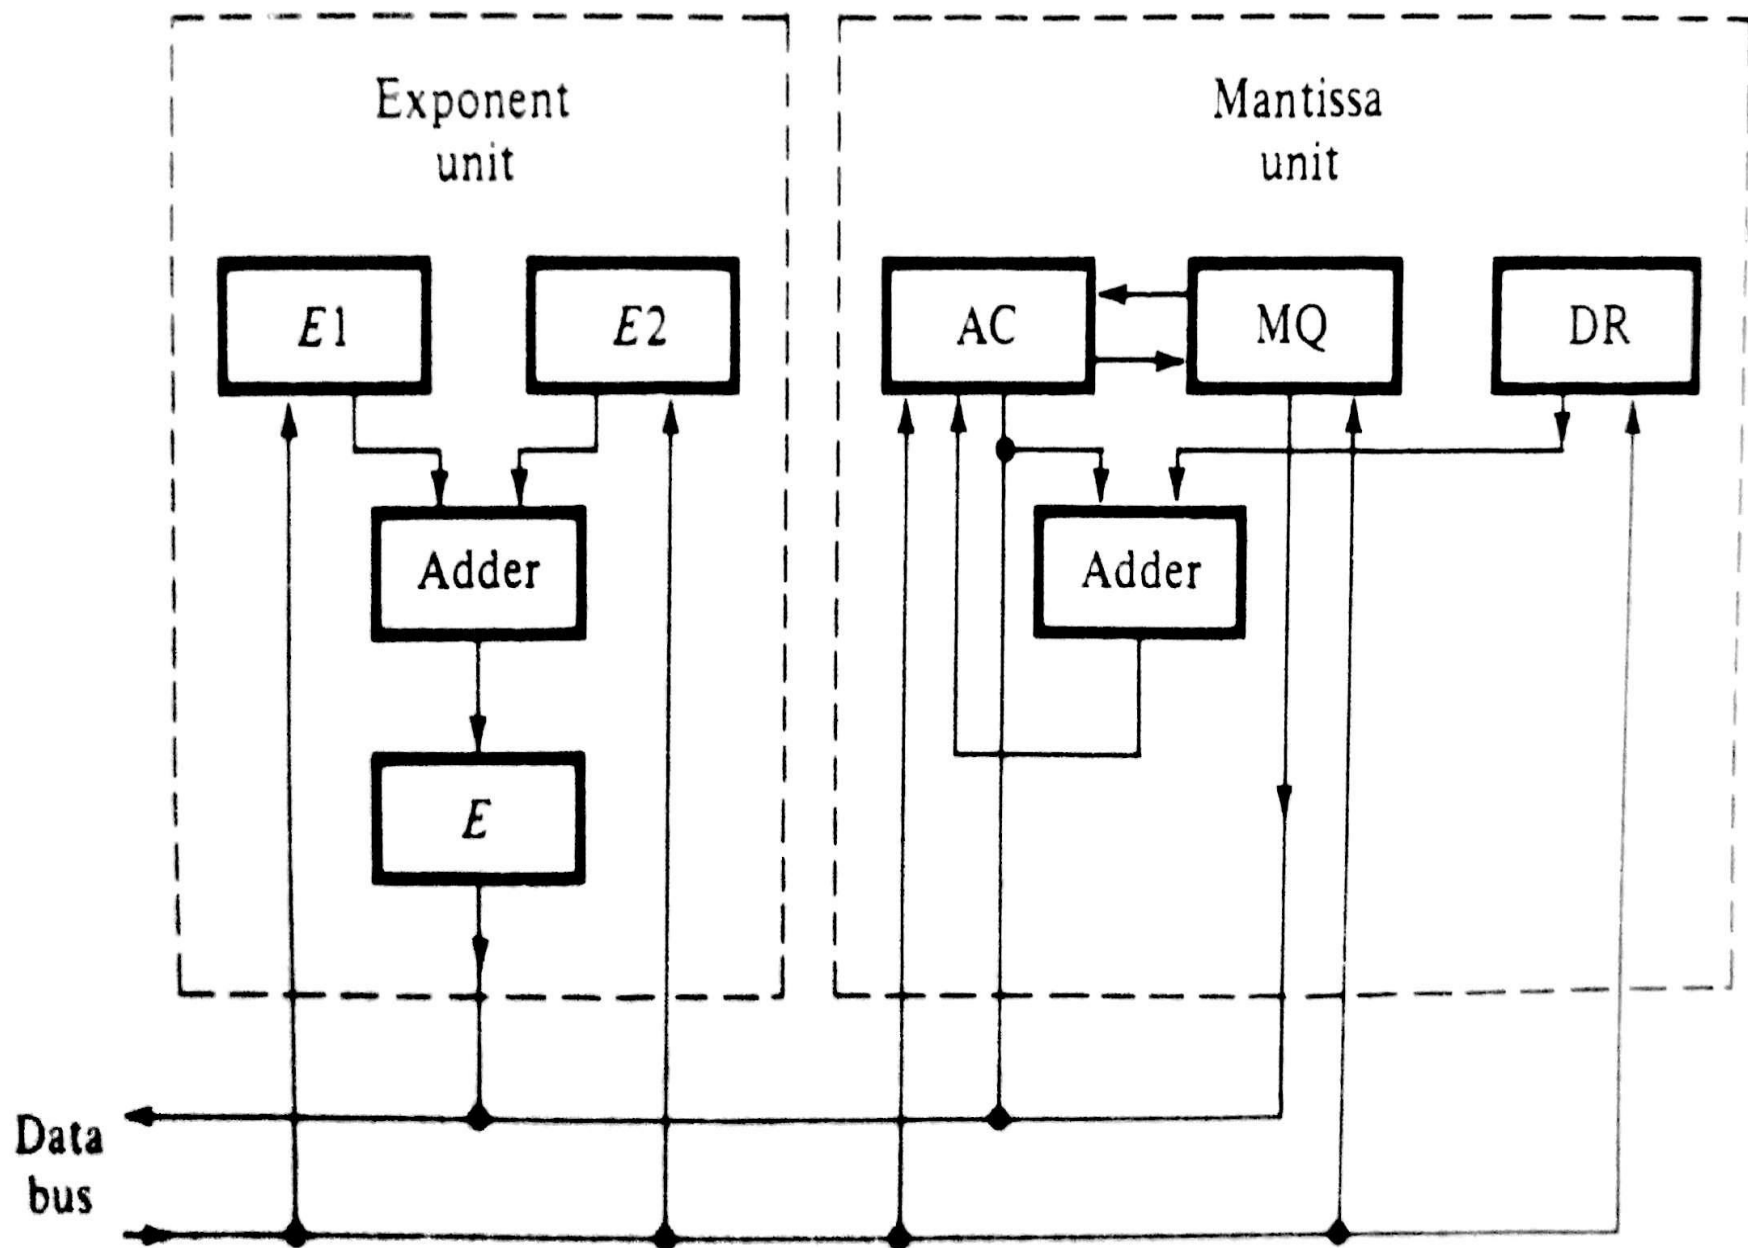 Exponent
unit
Mantissa
unit
E1
E2
AC
MQ
DR
Adder
Adder
E
Data
bus